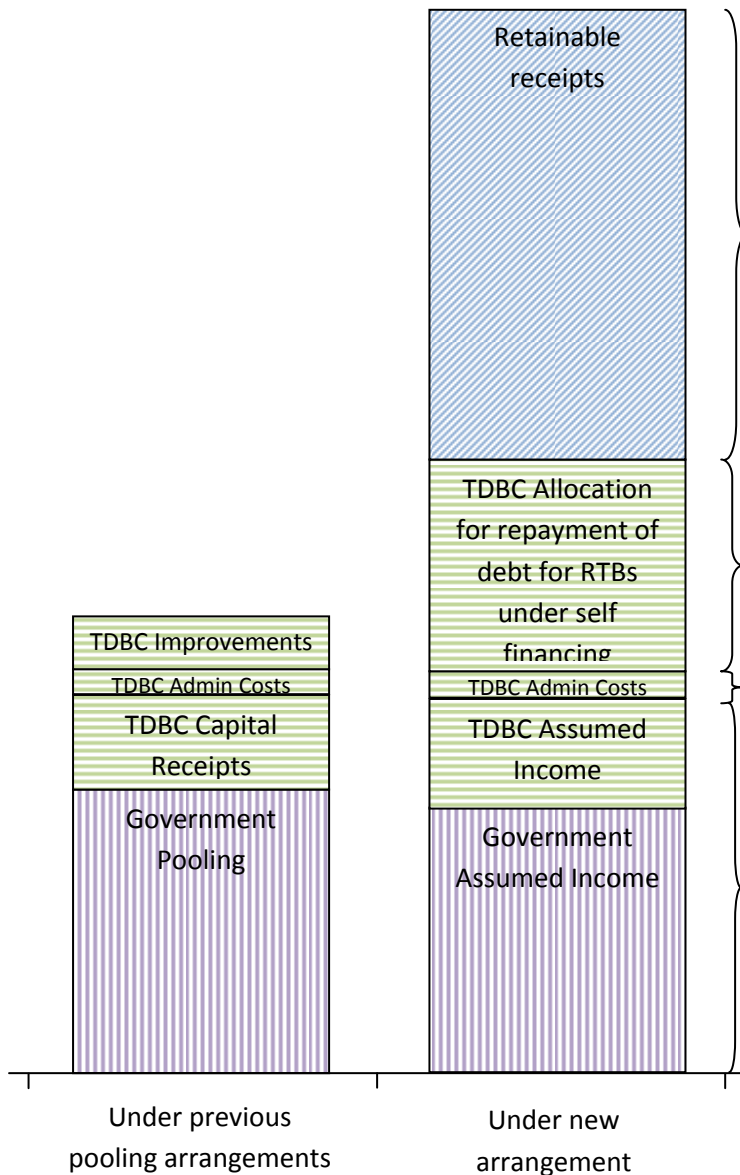 Retainable
receipts
TDBC Allocation
for repayment of
debt for RTBs
under self
financing
TDBC Improvements
TDBC Admin Costs
TDBC Capital
Receipts
Government
Pooling
TDBC Admin Costs
TDBC Assumed
Income
Government
Assumed Income
Under previous
pooling arrangements
Under new
arrangement